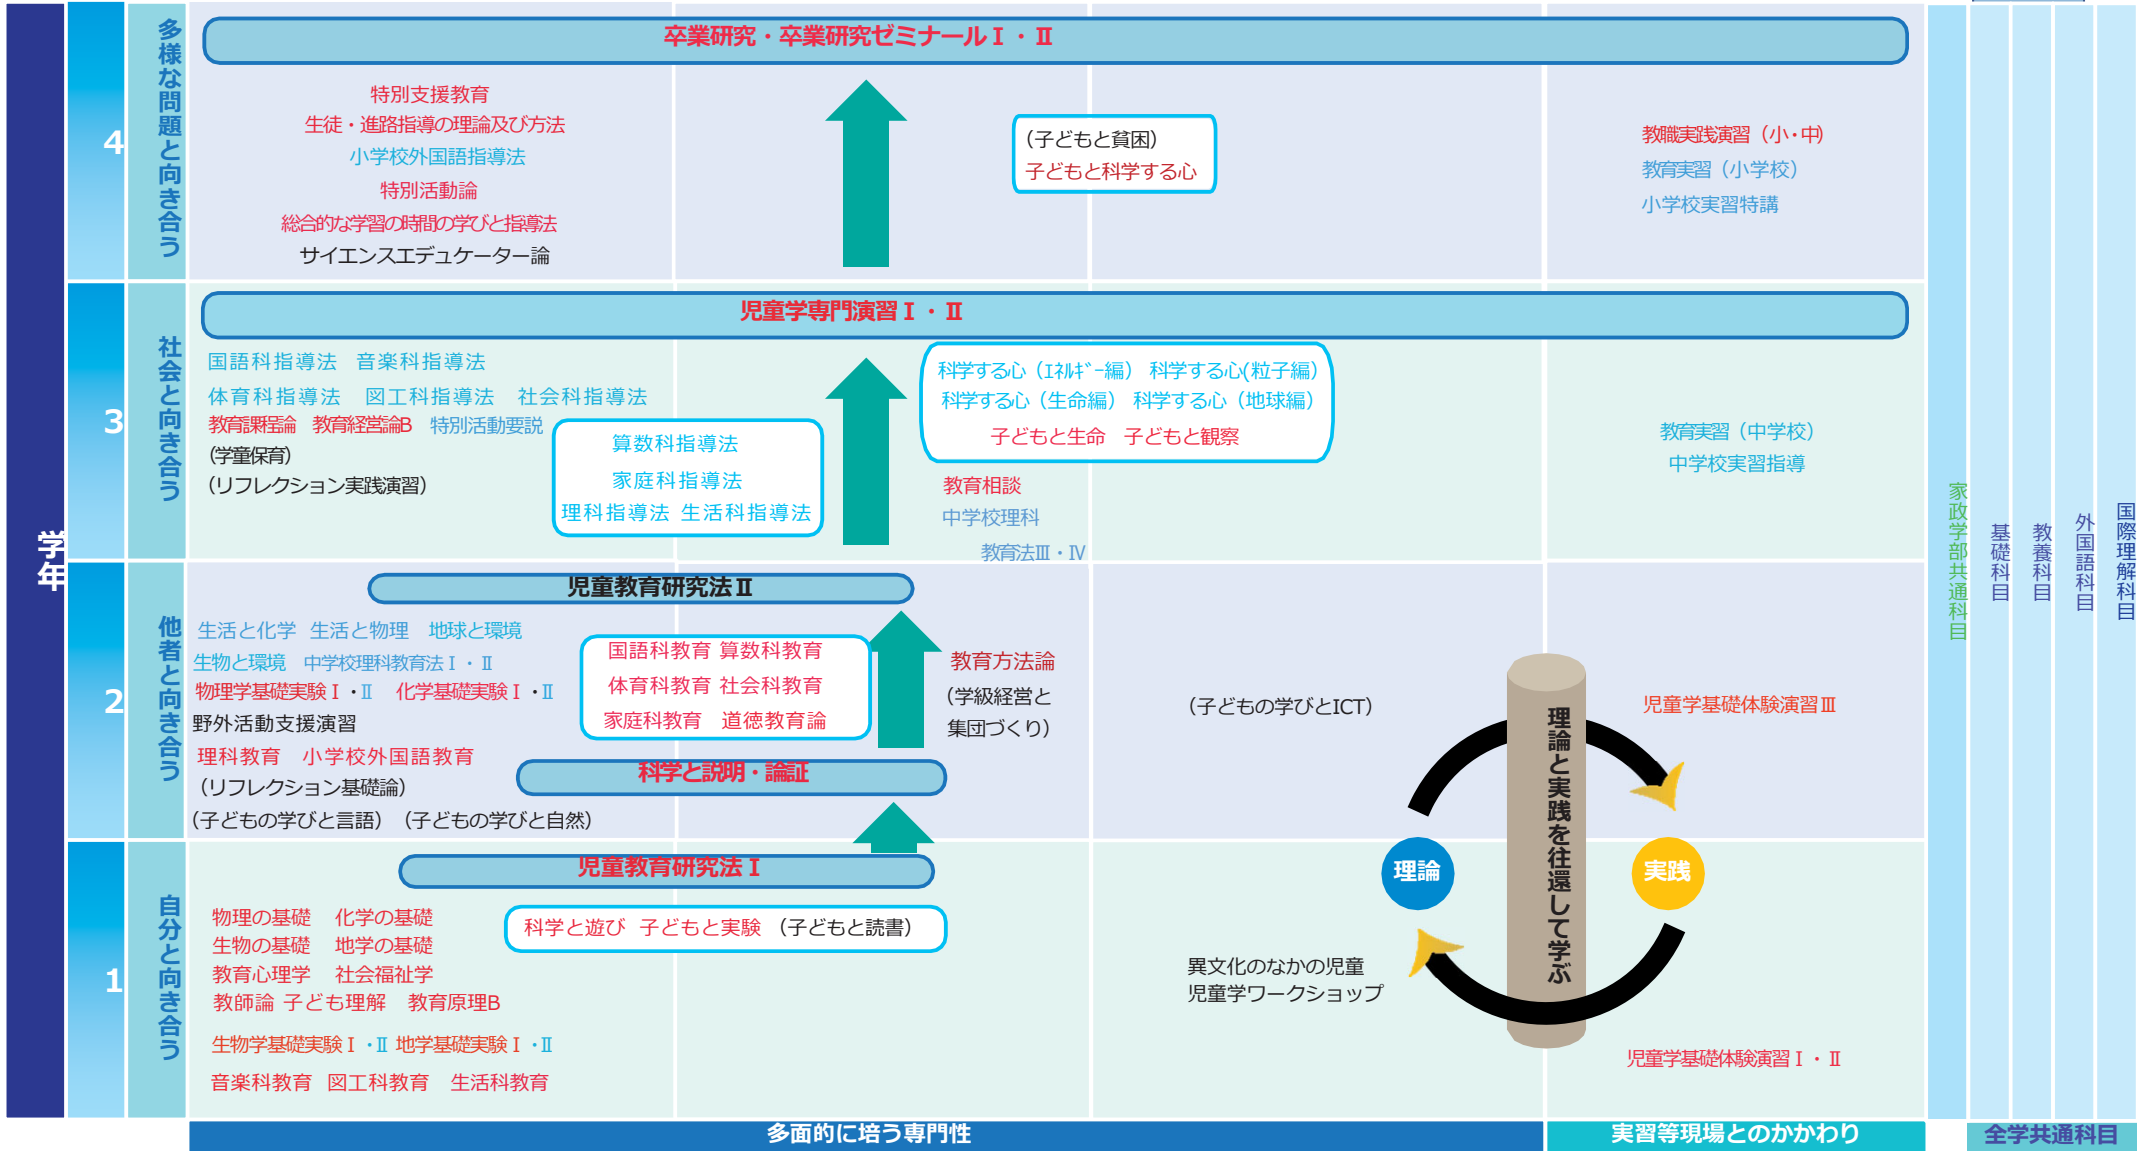 学年
4
多様な問題と向き合う
卒業研究・卒業研究ゼミナールⅠ・Ⅱ
特別支援教育
生徒・進路指導の理論及び方法
小学校外国語指導法
特別活動論
総合的な学習の時間の学びと指導法
サイエンスエデュケーター論
(子どもと貧困)
子どもと科学する心
教職実践演習(小・中)
教育実習(小学校)
小学校実習特講
3
社会と向き合う
児童学専門演習Ⅰ・Ⅱ
国語科指導法 音楽科指導法
体育科指導法 図工科指導法 社会科指導法
教育課程論 教育経営論B 特別活動要説
(学童保育)
(リフレクション実践演習)
算数科指導法
家庭科指導法
理科指導法 生活科指導法
科学する心(ｴﾈﾙｷﾞｰ編) 科学する心(粒子編)
科学する心(生命編) 科学する心(地球編)
子どもと生命 子どもと観察
教育相談
中学校理科
教育法Ⅲ・Ⅳ
教育実習(中学校)
中学校実習指導
2
他者と向き合う
児童教育研究法Ⅱ
生活と化学 生活と物理 地球と環境
生物と環境 中学校理科教育法Ⅰ・Ⅱ
物理学基礎実験Ⅰ・Ⅱ 化学基礎実験Ⅰ・Ⅱ
野外活動支援演習
理科教育 小学校外国語教育
(リフレクション基礎論)
(子どもの学びと言語) (子どもの学びと自然)
国語科教育 算数科教育
体育科教育 社会科教育
家庭科教育 道徳教育論
科学と説明・論証
教育方法論
(学級経営と
集団づくり)
(子どもの学びとICT)
児童学基礎体験演習Ⅲ
理論と実践を往還して学ぶ
理論
実践
1
自分と向き合う
児童教育研究法Ⅰ
物理の基礎 化学の基礎
生物の基礎 地学の基礎
教育心理学 社会福祉学
教師論 子ども理解 教育原理B
生物学基礎実験Ⅰ・Ⅱ 地学基礎実験Ⅰ・Ⅱ
音楽科教育 図工科教育 生活科教育
科学と遊び 子どもと実験 (子どもと読書)
異文化のなかの児童
児童学ワークショップ
児童学基礎体験演習Ⅰ・Ⅱ
家政学部共通科目
基礎科目
教養科目
外国語科目
国際理解科目
多面的に培う専門性
実習等現場とのかかわり
全学共通科目